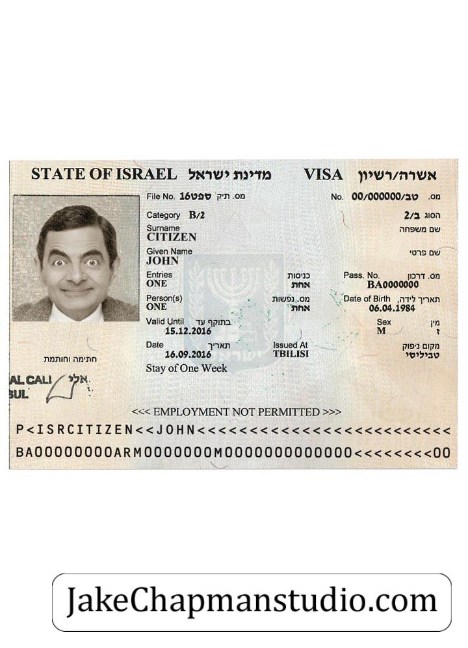 STATE OF ISRAEL מדינת ישראל VISA אשרה/רשיון
File No. מס. תיק ספט16 No. 00/000000/טב מס.
Category B/2 הסוג ב/2
Surname שם משפחה
CITIZEN
Given Name שם פרטי
JOHN
Entries כניסות Pass. No. מס. דרכון
ONE אחת BA0000000
Person(s) מס. נפשות Date of Birth תאריך לידה,
ONE אחת 06.04.1984
Valid Until בתוקף עד Sex מין
15.12.2016 M ז
Date תאריך Issued At מקום ניפוק
16.09.2016 TBILISI טביליסי
חתימה וחותמת
Stay of One Week
AL CALI אלי
SUL
<<< EMPLOYMENT NOT PERMITTED >>>
P<ISRCITIZEN<<JOHN<<<<<<<<<<<<<<<<<<<<<<<<<<
BA00000000ARM0000000M0000000000000<<<<<<<<00
JakeChapmanstudio.com